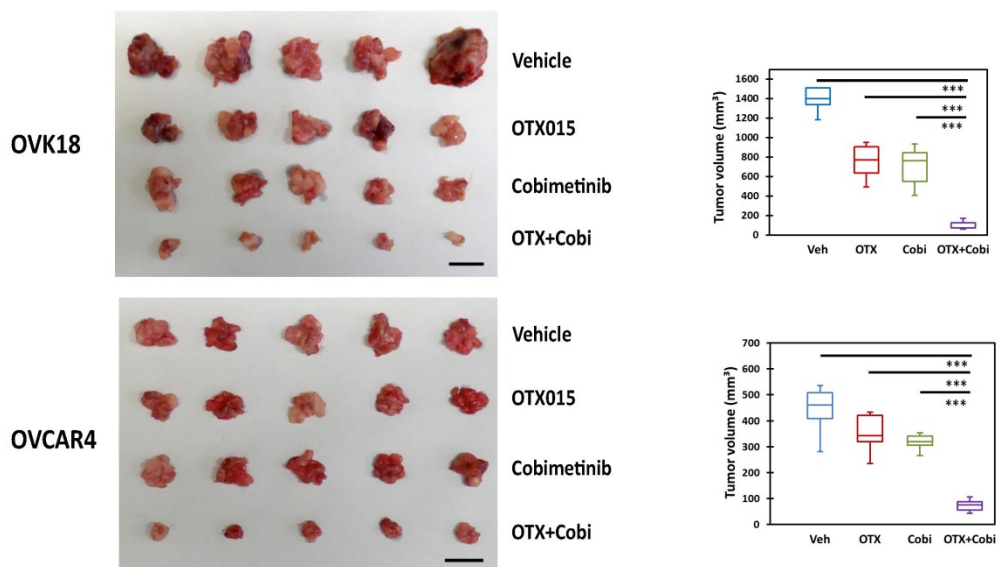 OVK18
Vehicle
OTX015
Cobimetinib
OTX+Cobi
Tumor volume (mm³)
1600
1400
1200
1000
800
600
400
200
0
***
***
***
Veh OTX Cobi OTX+Cobi
OVCAR4
Vehicle
OTX015
Cobimetinib
OTX+Cobi
Tumor volume (mm³)
700
600
500
400
300
200
100
0
***
***
***
Veh OTX Cobi OTX+Cobi